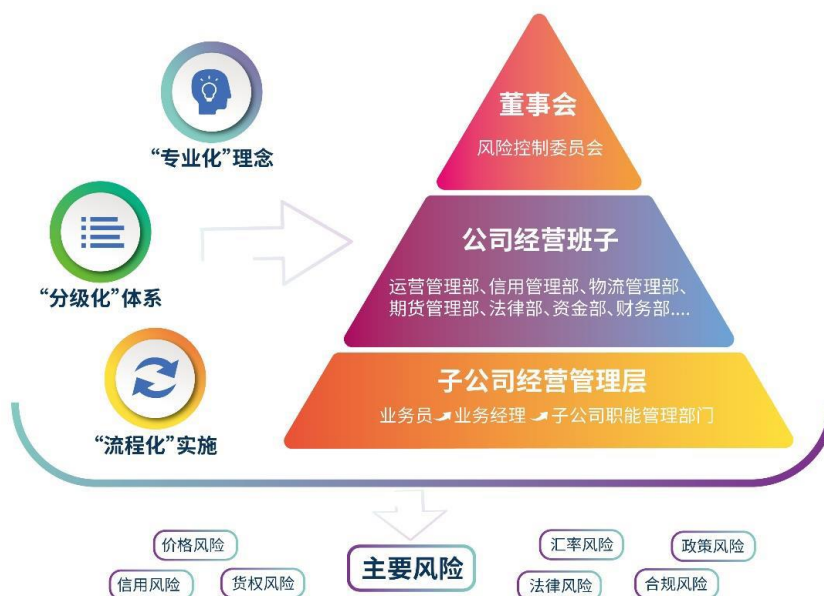 “专业化”理念
“分级化”体系
“流程化”实施
董事会
风险控制委员会
公司经营班子
运营管理部、信用管理部、物流管理部、
期货管理部、法律部、资金部、财务部....
子公司经营管理层
业务员→业务经理→子公司职能管理部门
价格风险
信用风险
货权风险
主要风险
汇率风险
政策风险
法律风险
合规风险